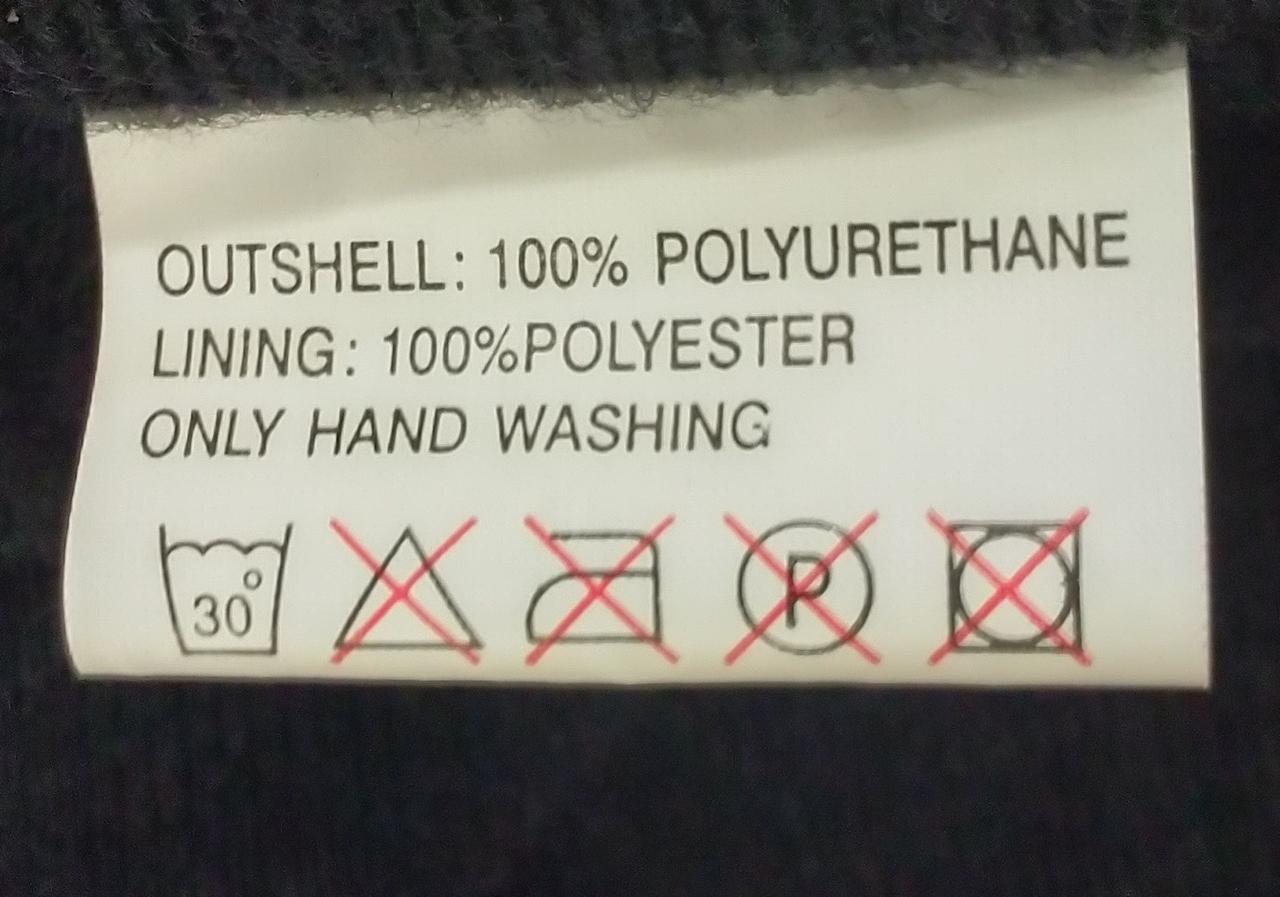 OUTSHELL: 100% POLYURETHANE
LINING: 100%POLYESTER
ONLY HAND WASHING
30° P